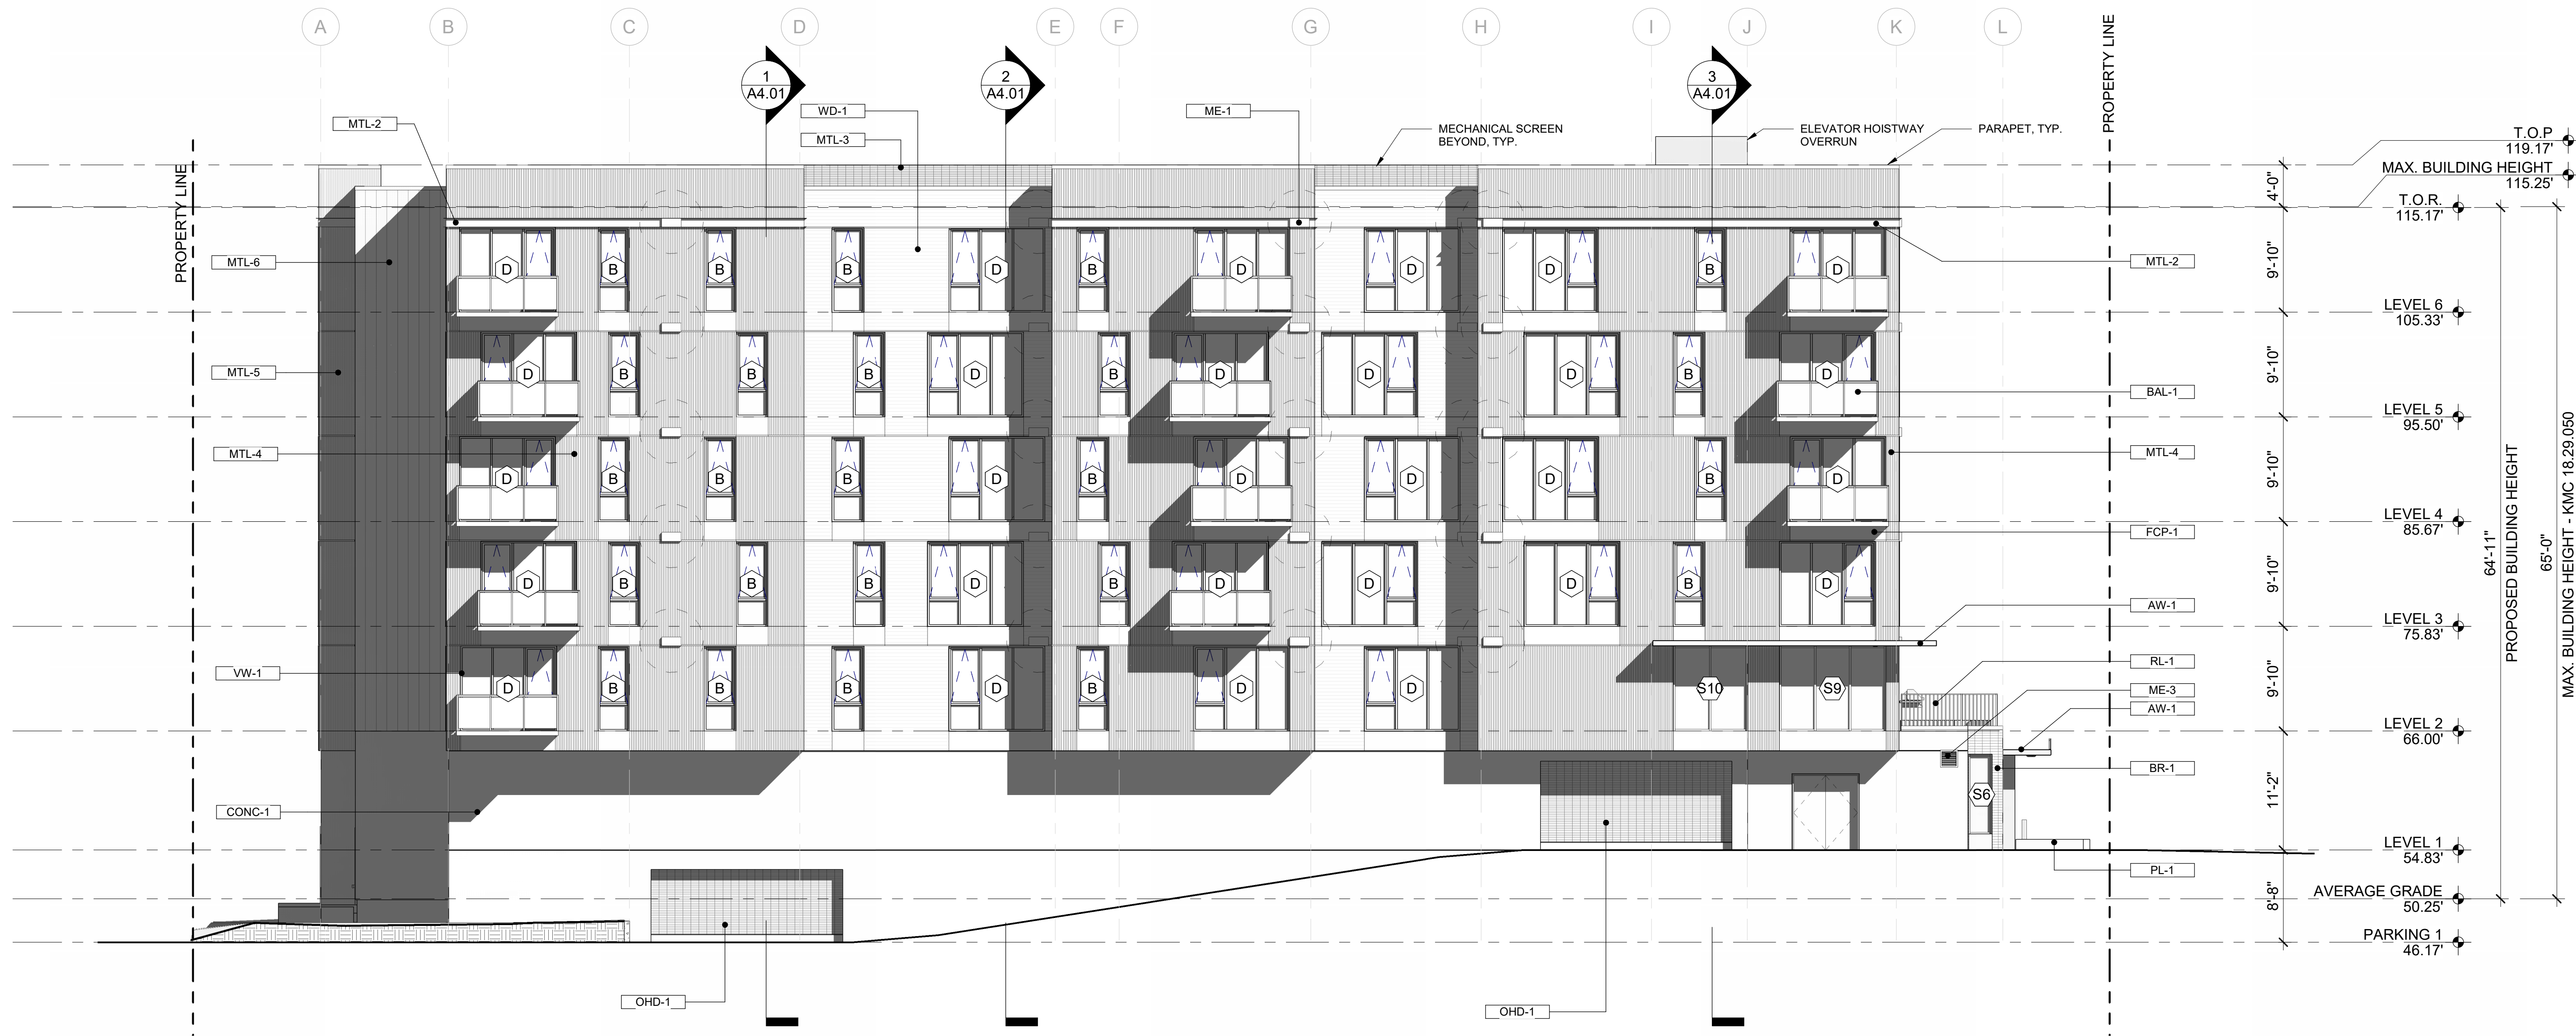 A B C D E F G H I J K L
1
A4.01
2
A4.01
3
A4.01
PROPERTY LINE
PROPERTY LINE
MTL-2
WD-1
MTL-3
ME-1
MECHANICAL SCREEN
BEYOND, TYP.
ELEVATOR HOISTWAY
OVERRUN
PARAPET, TYP.
T.O.P
119.17'
MAX. BUILDING HEIGHT
115.25'
4'-0"
T.O.R.
115.17'
MTL-6
D B B B D B D D D B D
MTL-2
9'-10"
LEVEL 6
105.33'
MTL-5
D B B B D B D D D B D
BAL-1
9'-10"
LEVEL 5
95.50'
MTL-4
D B B B D B D D D B D
MTL-4
9'-10"
LEVEL 4
85.67'
FCP-1
D B B B D B D D D B D
9'-10"
AW-1
LEVEL 3
75.83'
VW-1
D B B B D B D D S10 S9
RL-1
ME-3
AW-1
9'-10"
LEVEL 2
66.00'
BR-1
S6
11'-2"
CONC-1
LEVEL 1
54.83'
PL-1
8'-8"
AVERAGE GRADE
50.25'
PARKING 1
46.17'
OHD-1
OHD-1
64'-11"
PROPOSED BUILDING HEIGHT
65'-0"
MAX. BUILDING HEIGHT - KMC 18.29.050